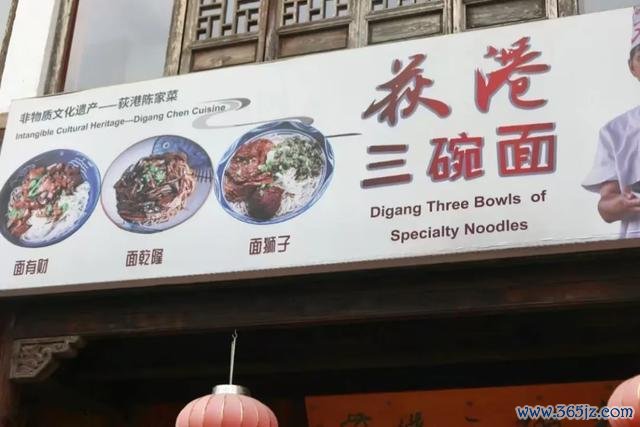 非物质文化遗产——荻港陈家菜
Intangible Cultural Heritage---Digang Chen Cuisine
荻港
三碗面
Digang Three Bowls of
Specialty Noodles
面有财
面乾隆
面狮子
www.365jz.com